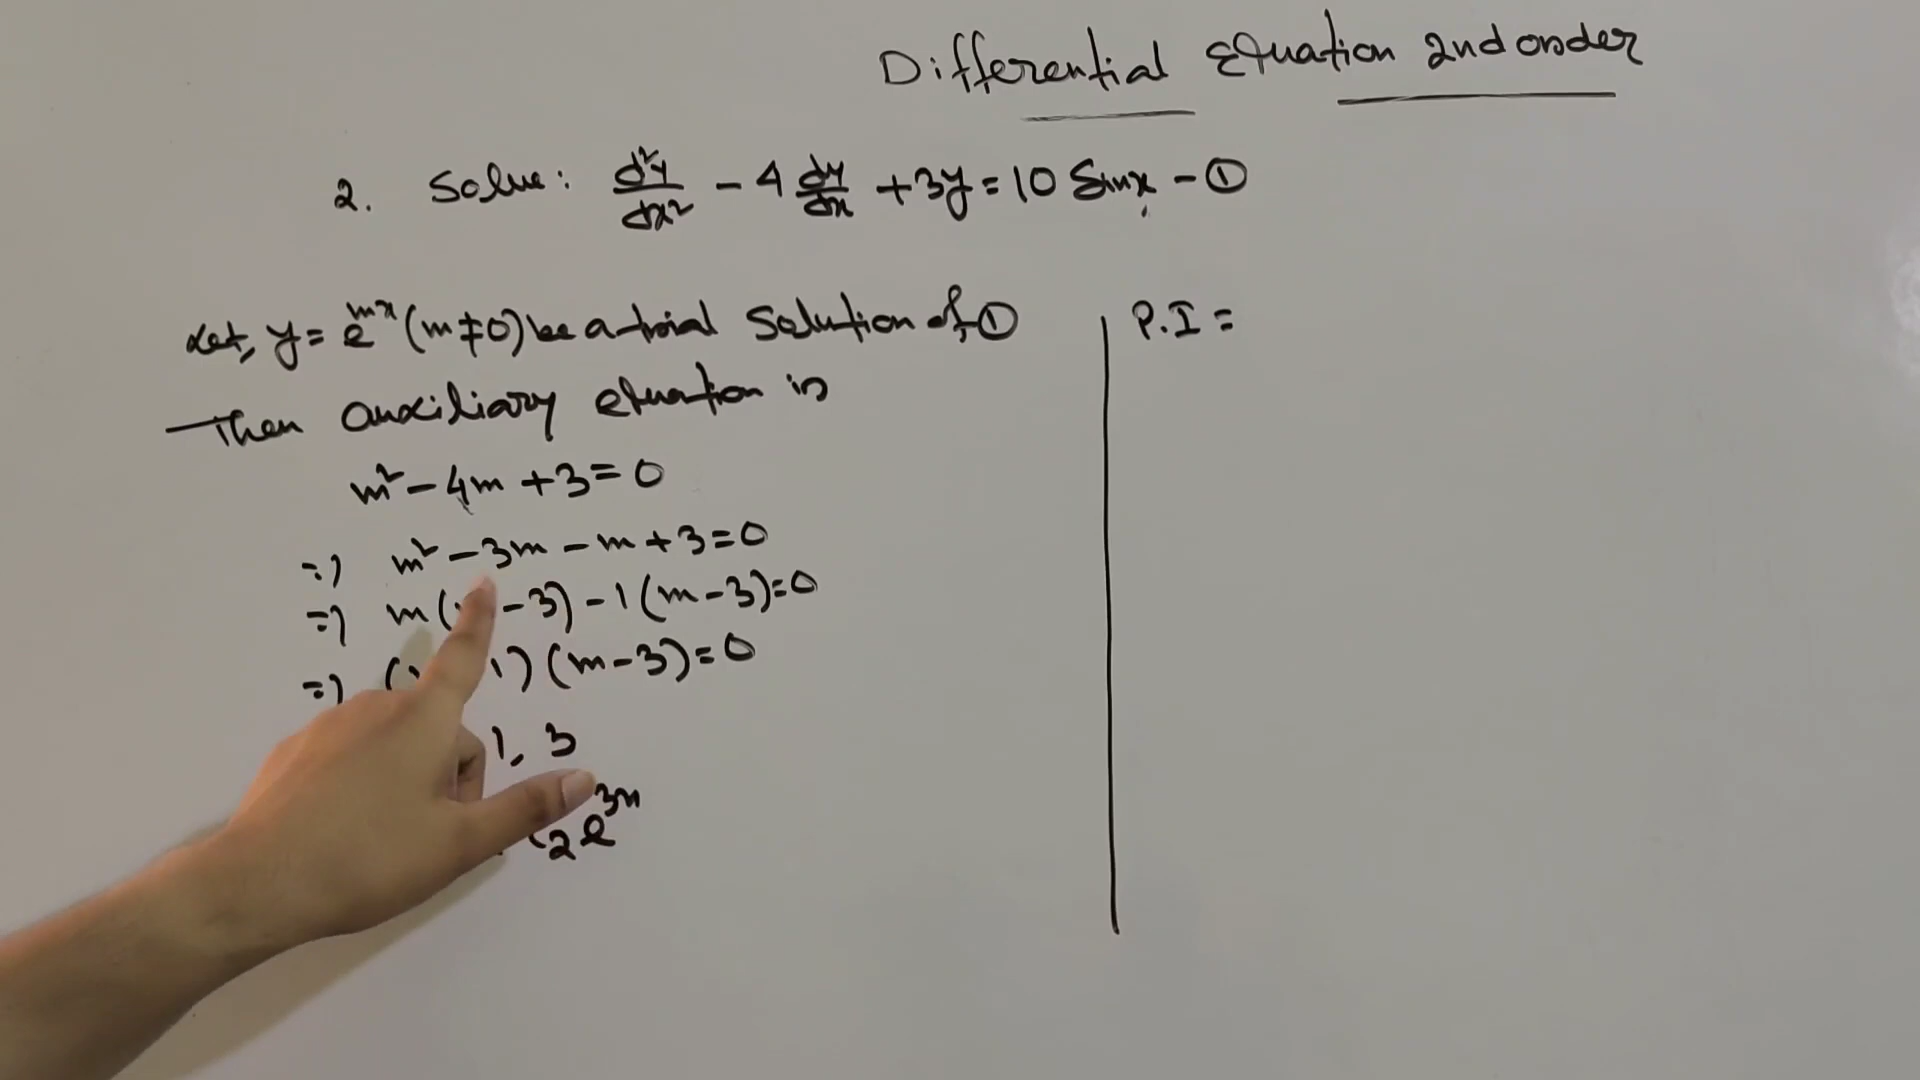 Differential Equation 2nd order
2. Solve: d²y/dx² - 4 dy/dx + 3y = 10 Sinx - ①
Let, y = e^mx (m ≠ 0) be a trial solution of ①
Then auxiliary equation is
m² - 4m + 3 = 0
=) m² - 3m - m + 3 = 0
=) m( - 3) - 1(m - 3) = 0
=) ( 1)(m - 3) = 0
1, 3
2 e^3x
P.I =